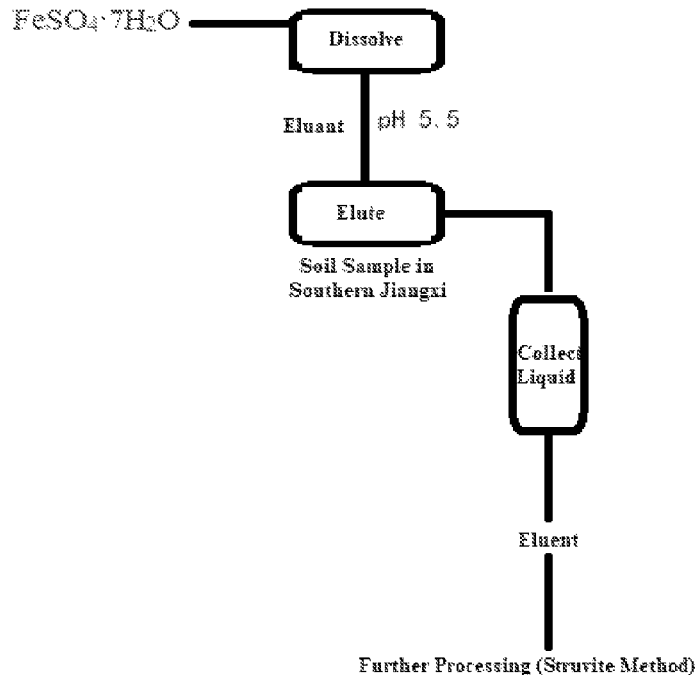 FeSO₄·7H₂O
Dissolve
Eluant
pH 5.5
Elute
Soil Sample in
Southern Jiangxi
Collect
Liquid
Eluent
Further Processing (Struvite Method)